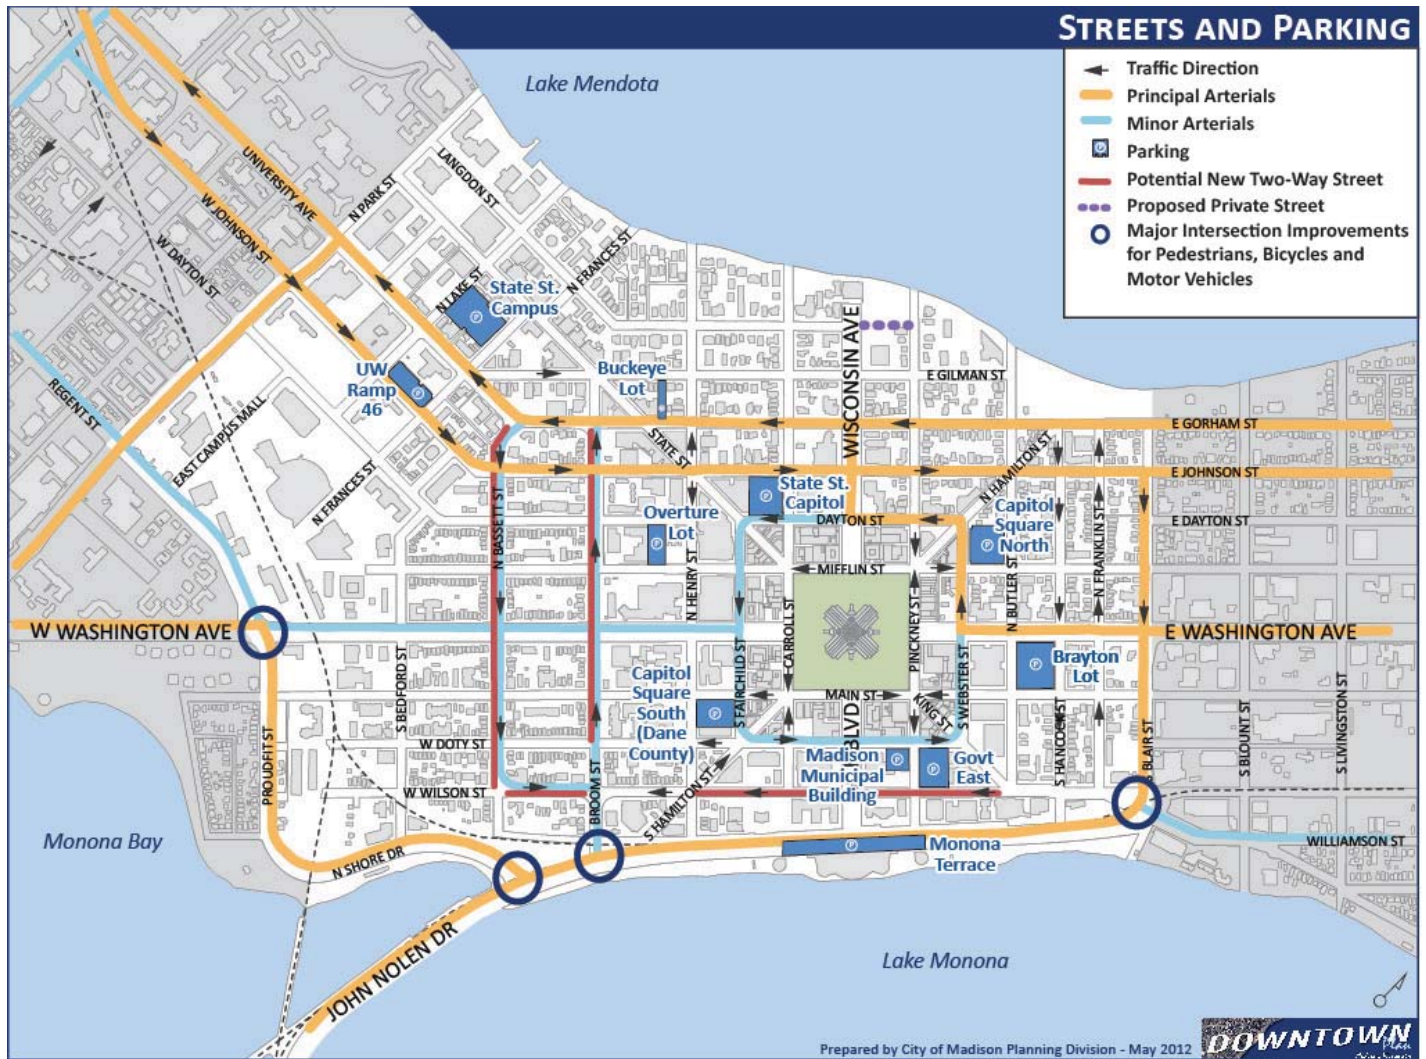 STREETS AND PARKING
Traffic Direction
Principal Arterials
Minor Arterials
Parking
Potential New Two-Way Street
Proposed Private Street
Major Intersection Improvements
for Pedestrians, Bicycles and
Motor Vehicles
Lake Mendota
UNIVERSITY AVE
N PARK ST
LANGDON ST
W JOHNSON ST
W DAYTON ST
N LAKE ST
N FRANCES ST
State St.
Campus
UW
Ramp
46
Buckeye
Lot
WISCONSIN AVE
E GILMAN ST
REGENT ST
EAST CAMPUS MALL
N FRANCES ST
STATE ST
E GORHAM ST
N HAMILTON ST
E JOHNSON ST
State St.
Capitol
N BASSETT ST
Overture
Lot
DAYTON ST
Capitol
Square
North
E DAYTON ST
N HENRY ST
MIFFLIN ST
N BUTLER ST
N FRANKLIN ST
W WASHINGTON AVE
E WASHINGTON AVE
CARROLL ST
PINCKNEY ST
S BEDFORD ST
S FAIRCHILD ST
S WEBSTER ST
Brayton
Lot
Capitol
Square
South
(Dane
County)
MAIN ST
KING ST
BLVD
PROUDFIT ST
W DOTY ST
W WILSON ST
BROOM ST
S HAMILTON ST
Madison
Municipal
Building
Govt
East
S HANCOCK ST
S BLAIR ST
S BLOUNT ST
S LIVINGSTON ST
Monona Bay
N SHORE DR
Monona
Terrace
WILLIAMSON ST
JOHN NOLEN DR
Lake Monona
Prepared by City of Madison Planning Division - May 2012
DOWNTOWN
Plan